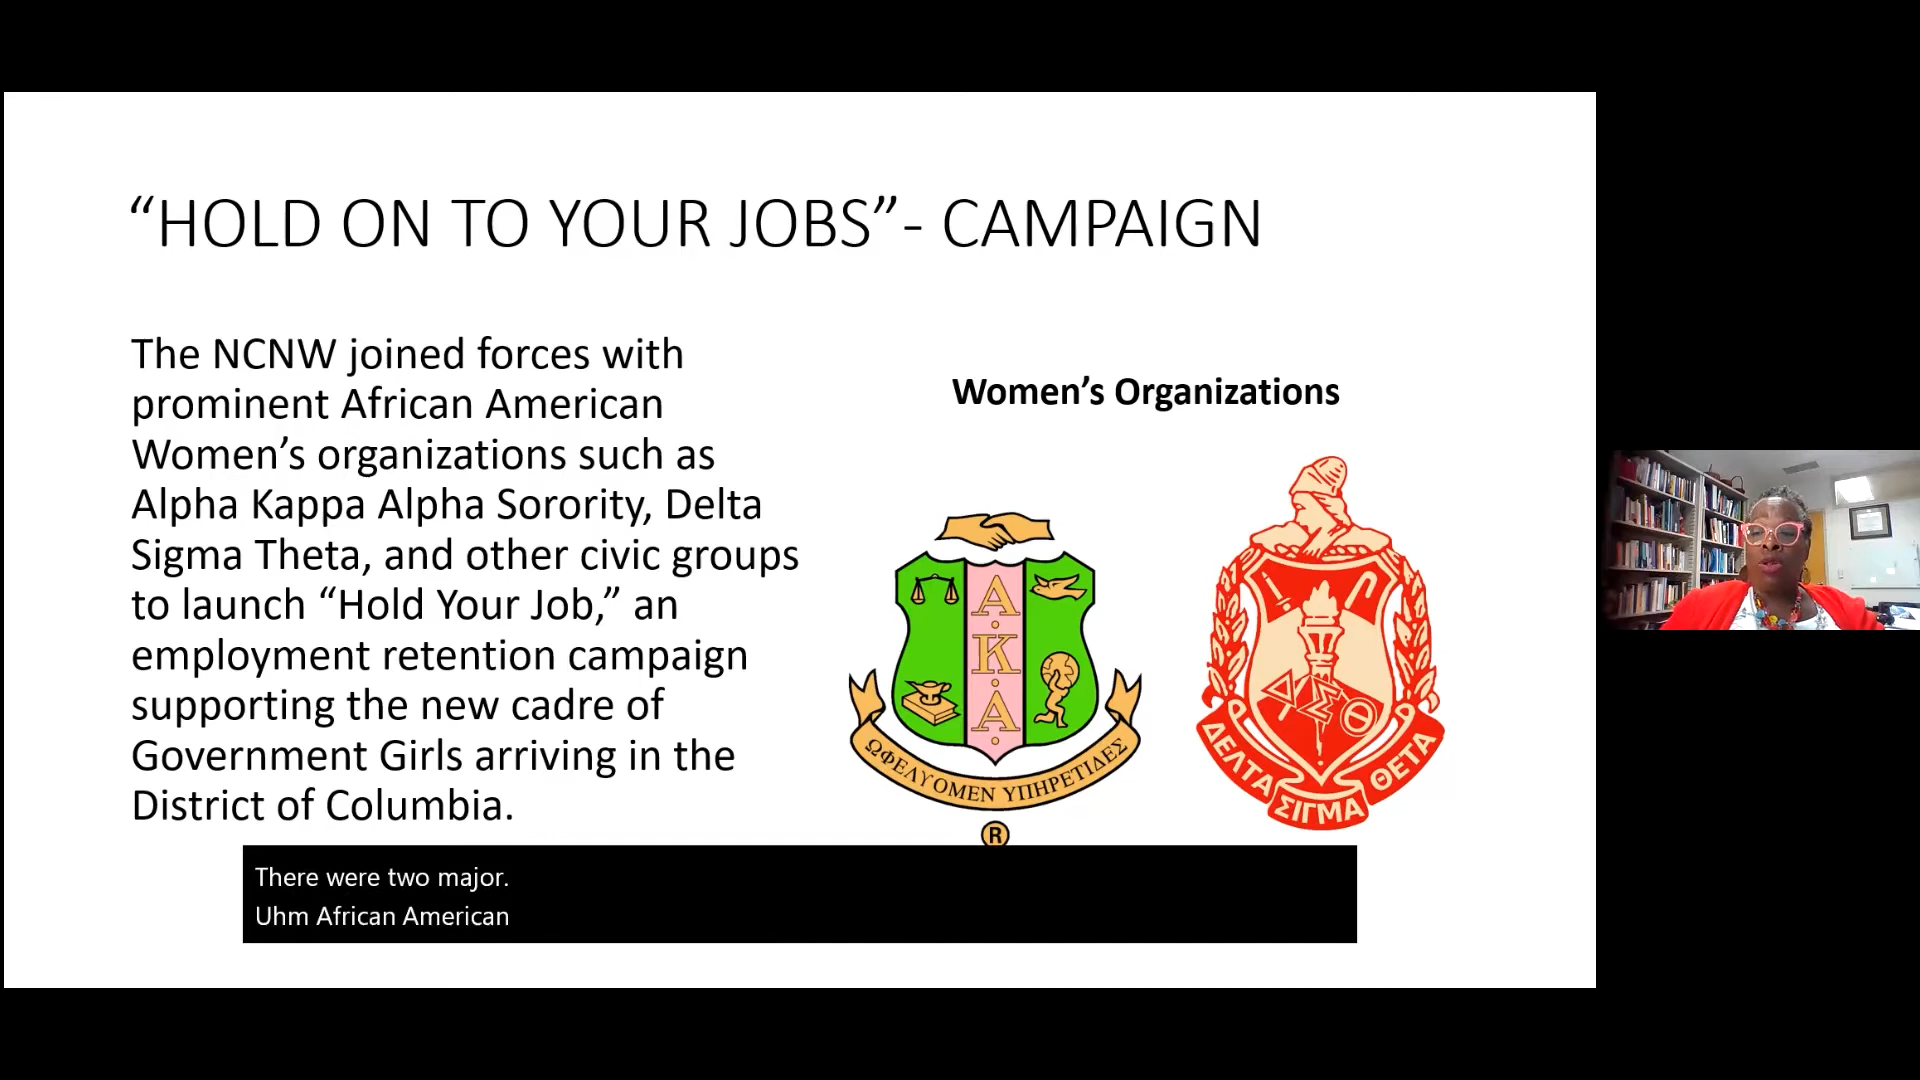 “HOLD ON TO YOUR JOBS”- CAMPAIGN
The NCNW joined forces with
prominent African American
Women’s organizations such as
Alpha Kappa Alpha Sorority, Delta
Sigma Theta, and other civic groups
to launch “Hold Your Job,” an
employment retention campaign
supporting the new cadre of
Government Girls arriving in the
District of Columbia.
Women’s Organizations
Α·Κ·Α·
ΩΦΕΛΥΟΜΕΝ ΥΠΗΡΕΤΙΔΕΣ
®
ΔΣΘ
ΔΕΛΤΑ ΣΙΓΜΑ ΘΕΤΑ
There were two major.
Uhm African American